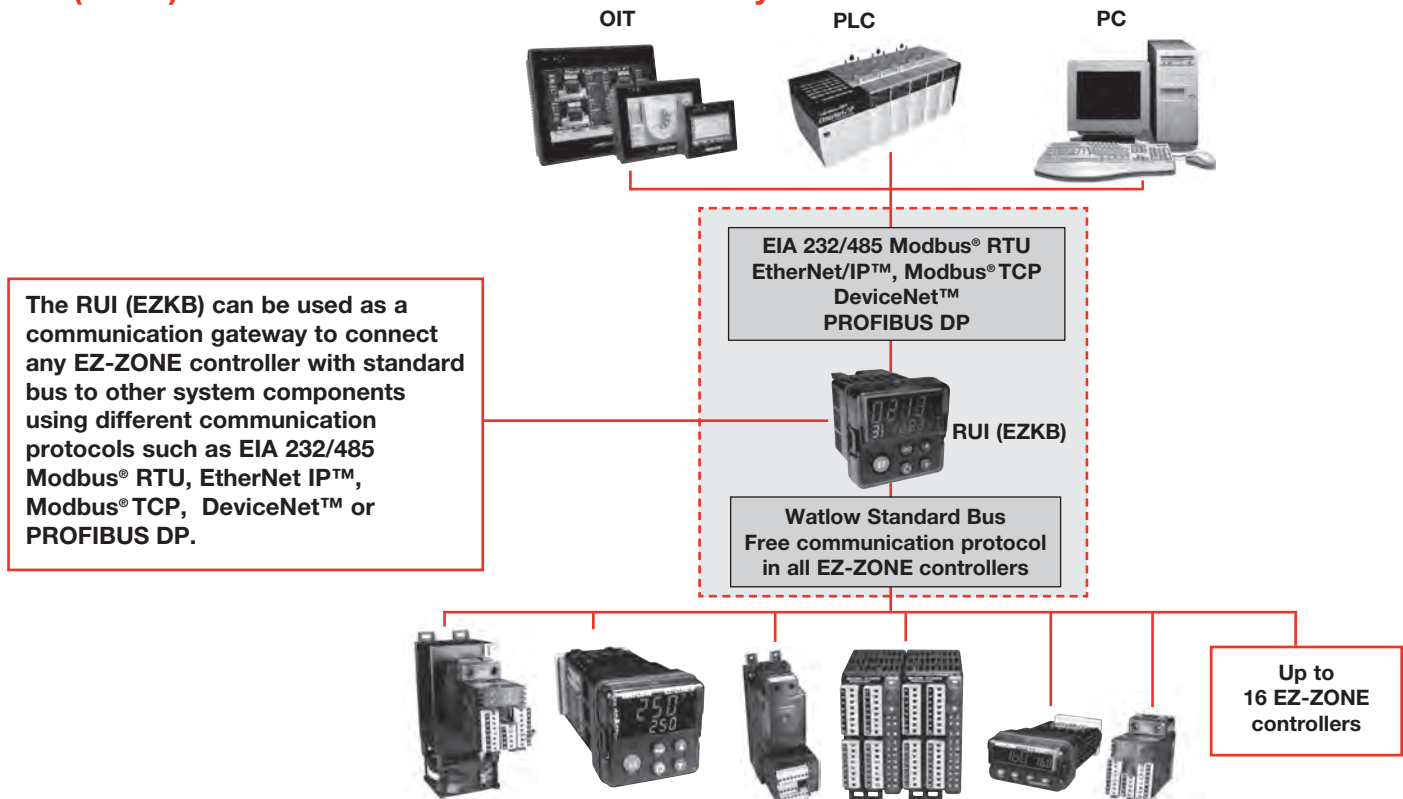 OIT
PLC
PC
EIA 232/485 Modbus® RTU
EtherNet/IP™, Modbus® TCP
DeviceNet™
PROFIBUS DP
The RUI (EZKB) can be used as a
communication gateway to connect
any EZ-ZONE controller with standard
bus to other system components
using different communication
protocols such as EIA 232/485
Modbus® RTU, EtherNet IP™,
Modbus® TCP, DeviceNet™ or
PROFIBUS DP.
RUI (EZKB)
Watlow Standard Bus
Free communication protocol
in all EZ-ZONE controllers
250
250
Up to
16 EZ-ZONE
controllers